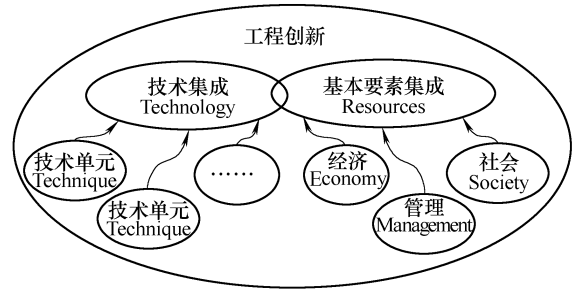 工程创新
技术集成
Technology
基本要素集成
Resources
技术单元
Technique
技术单元
Technique
……
经济
Economy
管理
Management
社会
Society